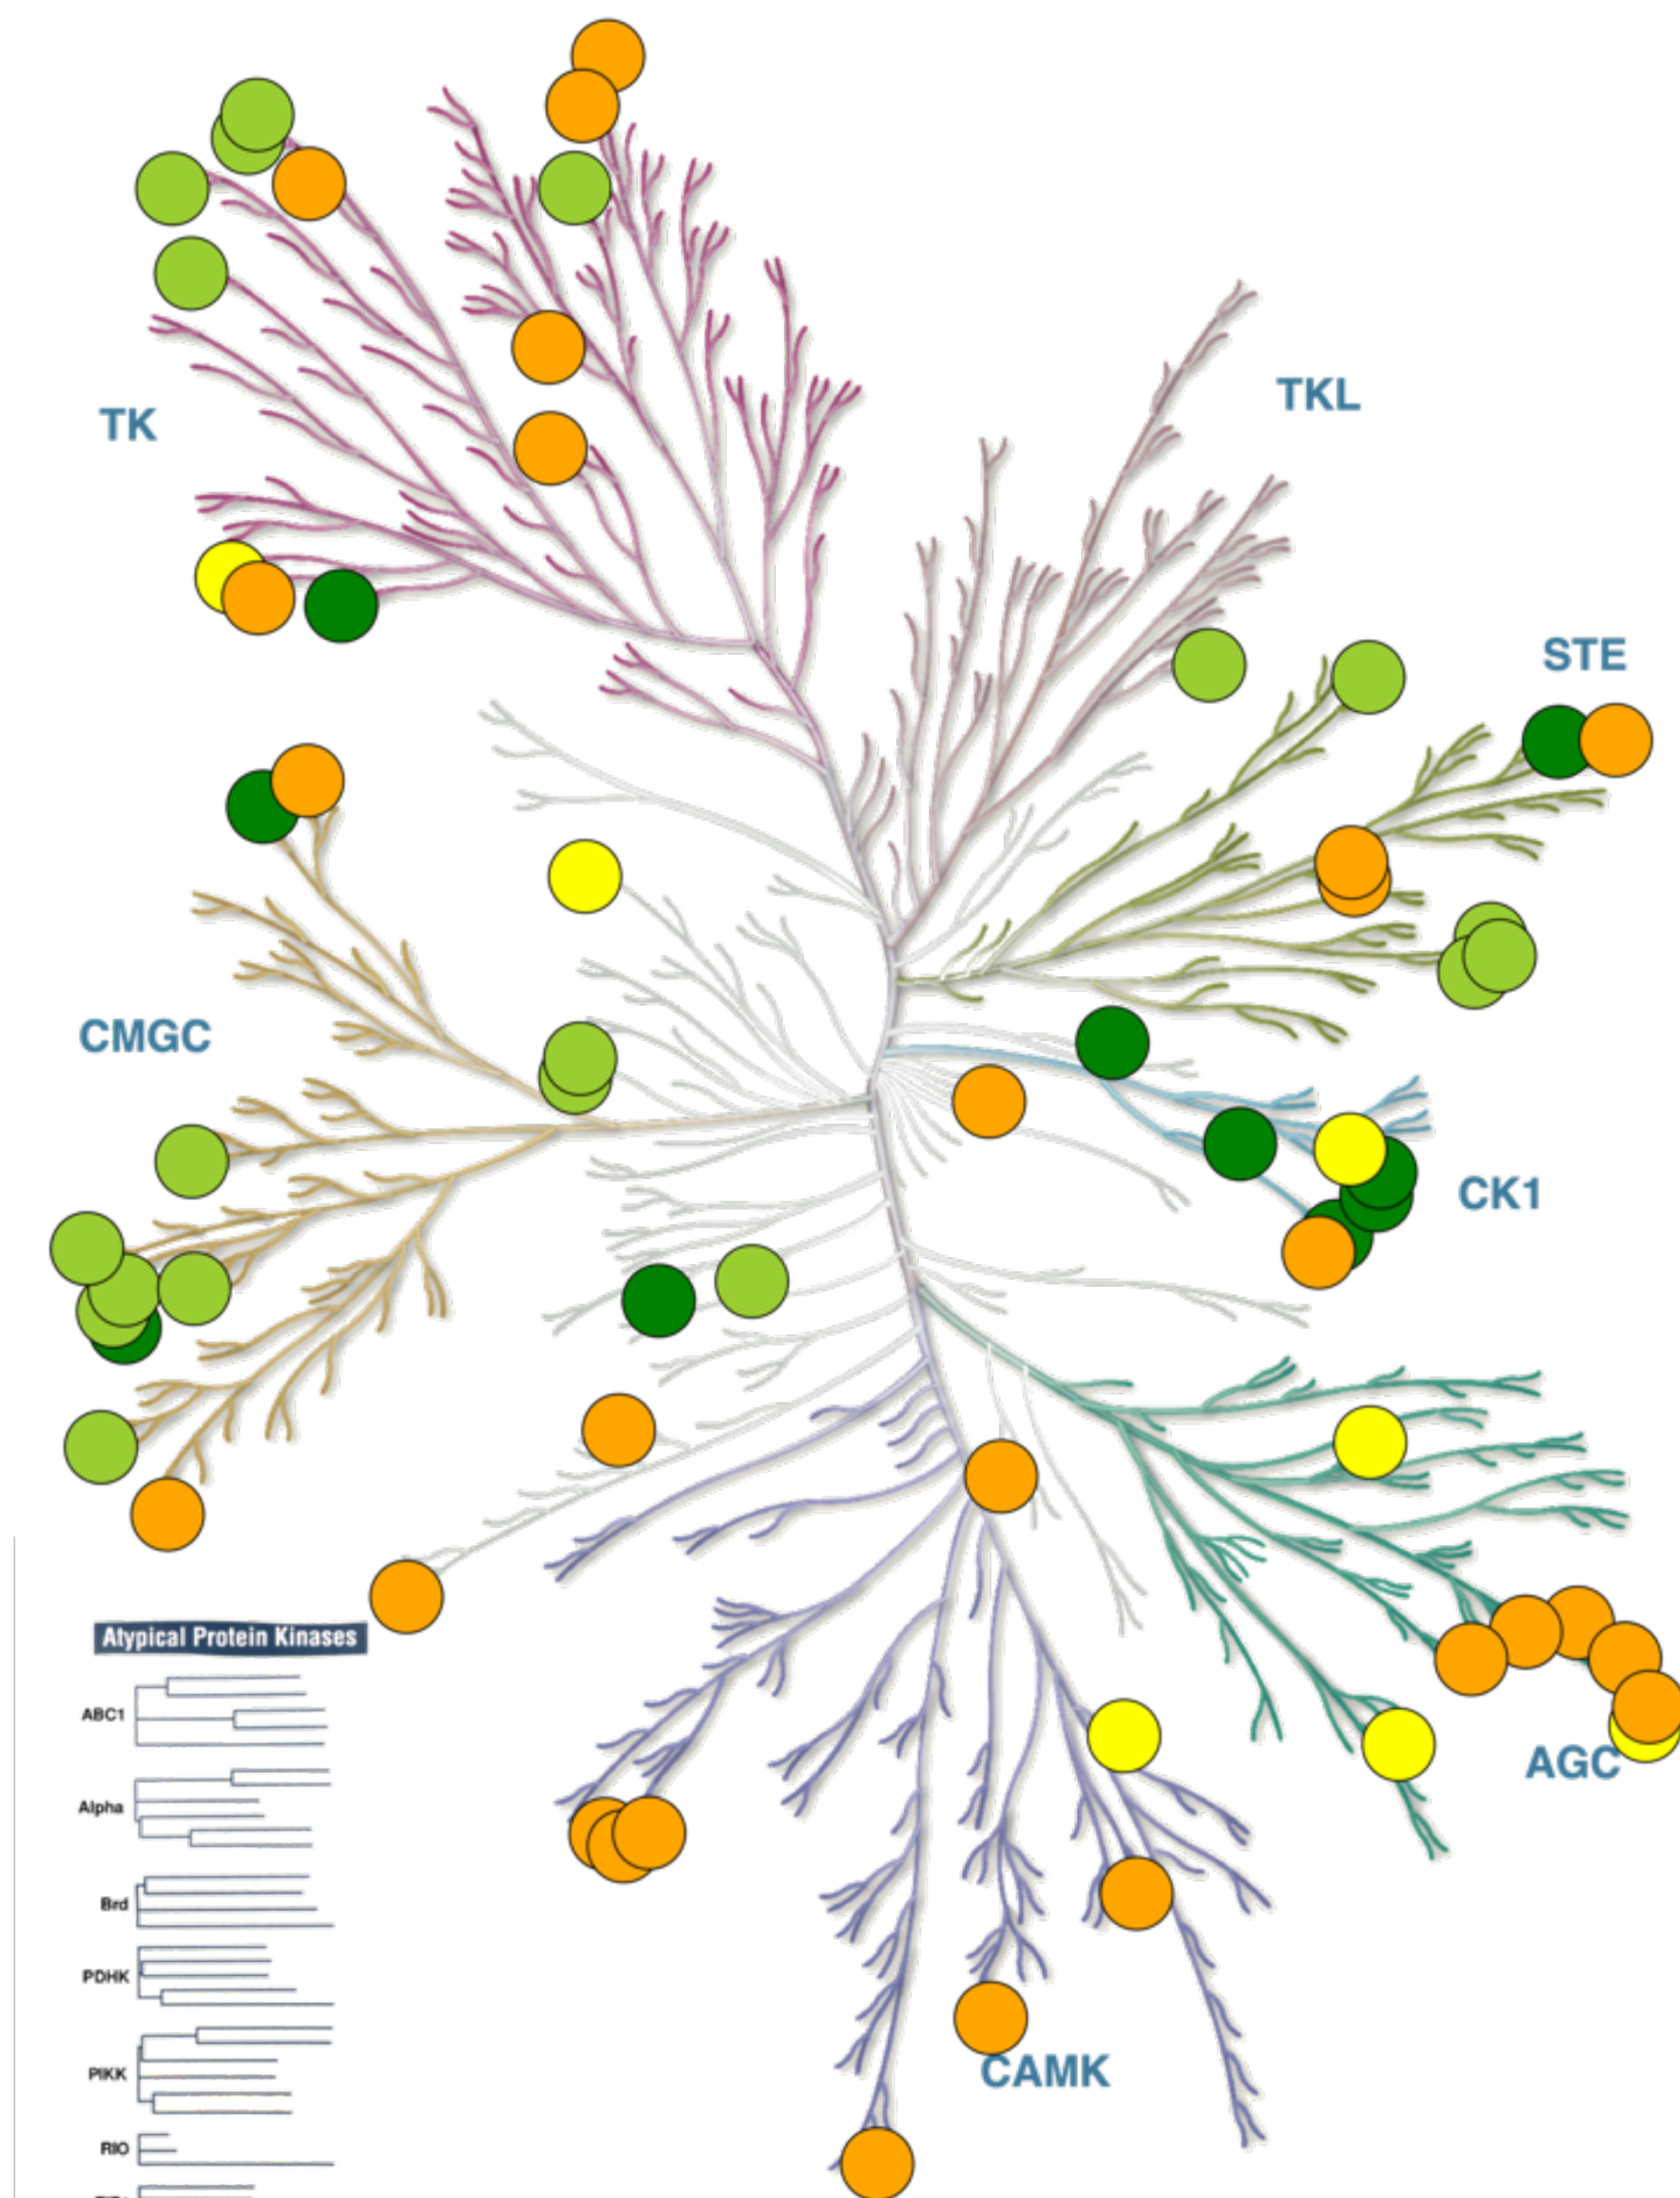 TK
TKL
STE
CMGC
CK1
AGC
CAMK
Atypical Protein Kinases
ABC1
Alpha
Brd
PDHK
PIKK
RIO